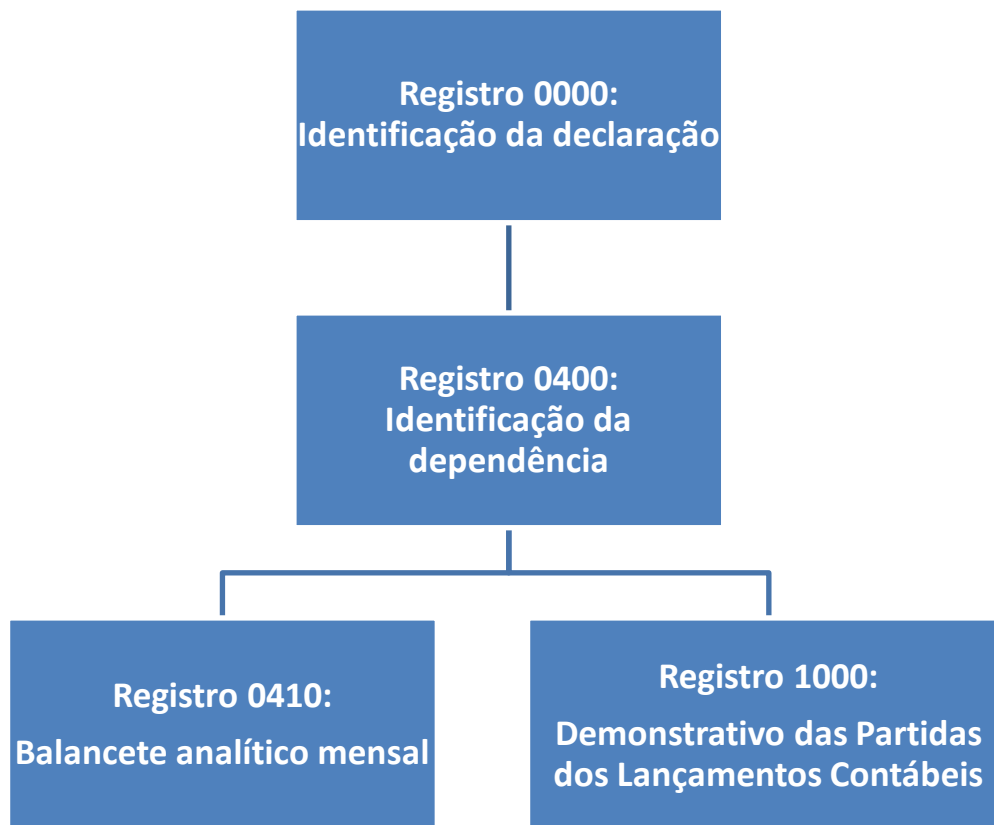 Registro 0000:
Identificação da declaração
Registro 0400:
Identificação da
dependência
Registro 0410:
Balancete analítico mensal
Registro 1000:
Demonstrativo das Partidas
dos Lançamentos Contábeis